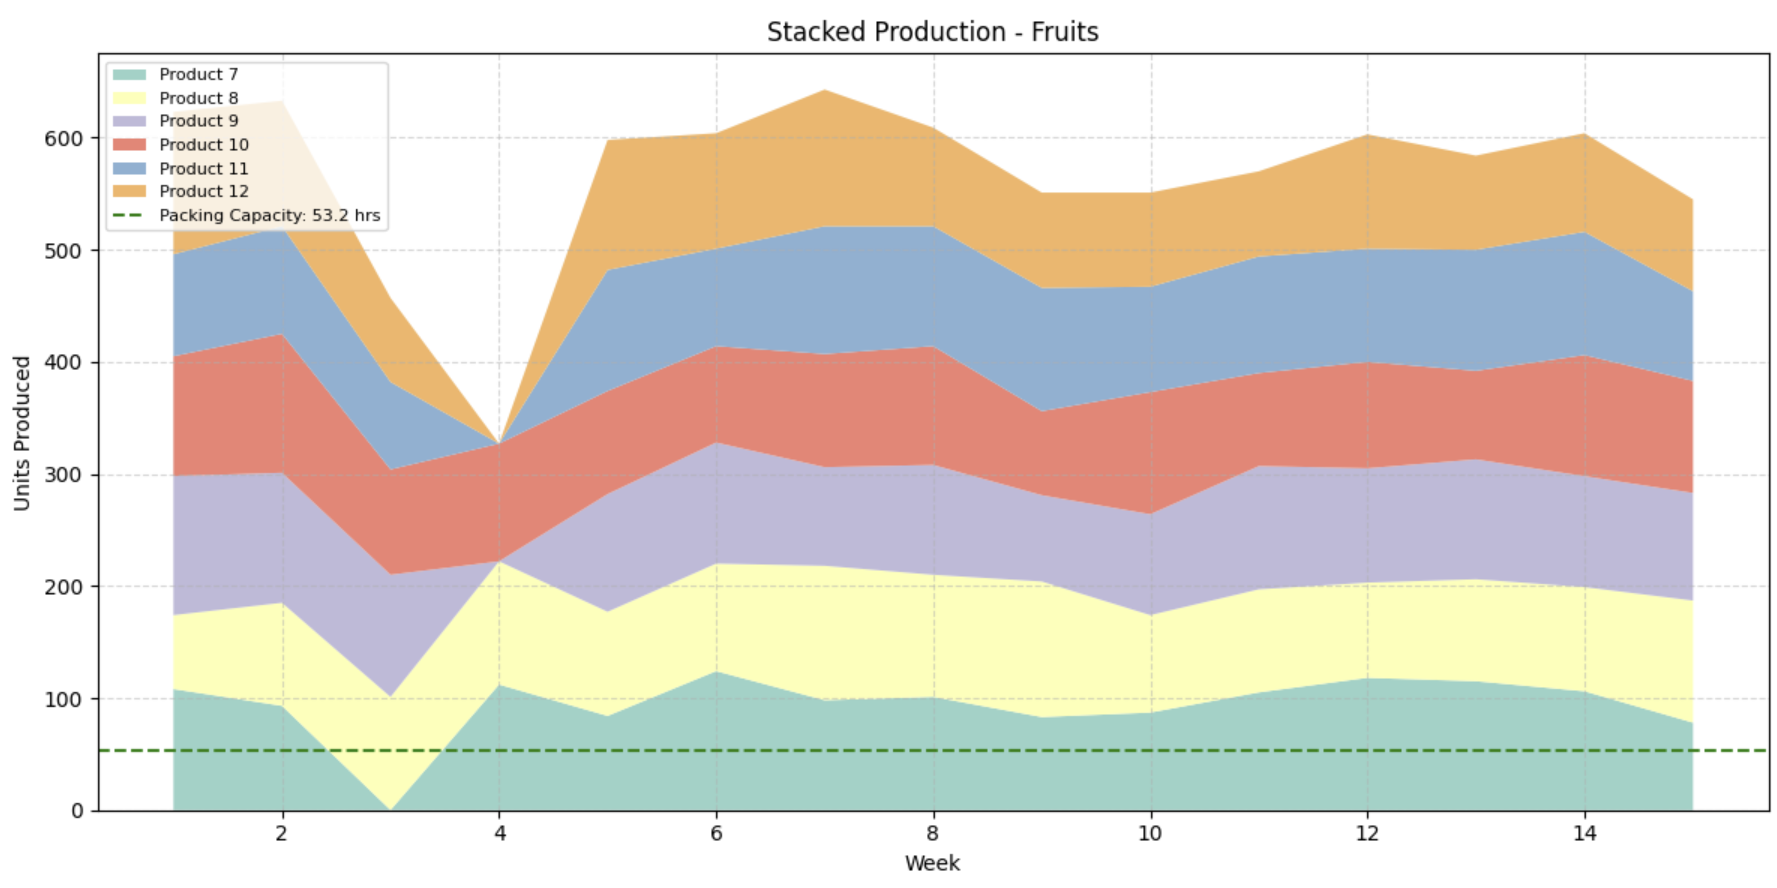 Stacked Production - Fruits
Product 7
Product 8
Product 9
Product 10
Product 11
Product 12
Packing Capacity: 53.2 hrs
Units Produced
600
500
400
300
200
100
0
2 4 6 8 10 12 14
Week